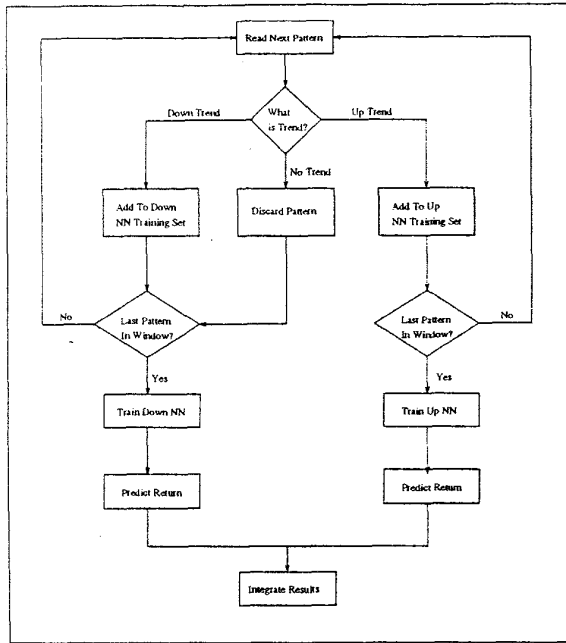 Read Next Pattern
Down Trend
What
is Trend?
Up Trend
No Trend
Add To Down
NN Training Set
Discard Pattern
Add To Up
NN Training Set
No
Last Pattern
In Window?
Last Pattern
In Window?
No
Yes
Yes
Train Down NN
Train Up NN
Predict Return
Predict Return
Integrate Results